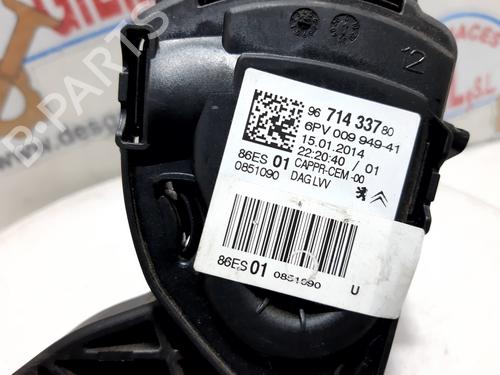 12
96 714 337 80
6PV 009 949-41
15.01.2014
22:20:40 / 01
86ES 01 CAPPR-CEM -00
0851090 DAG LVV
86ES 01 0851090 U
B-PARTS